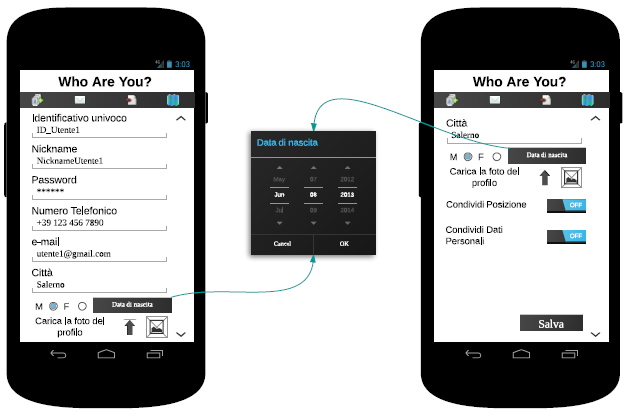 3:03
Who Are You?
Identificativo univoco
ID_Utente1
Nickname
NicknameUtente1
Password
******
Numero Telefonico
+39 123 456 7890
e-mail
utente1@gmail.com
Città
Salerno
M F Data di nascita
Carica la foto del
profilo
Data di nascita
May 07 2012
Jun 08 2013
Jul 09 2014
Cancel OK
3:03
Who Are You?
Città
Salerno
M F Data di nascita
Carica la foto del
profilo
Condividi Posizione OFF
Condividi Dati
Personali OFF
Salva